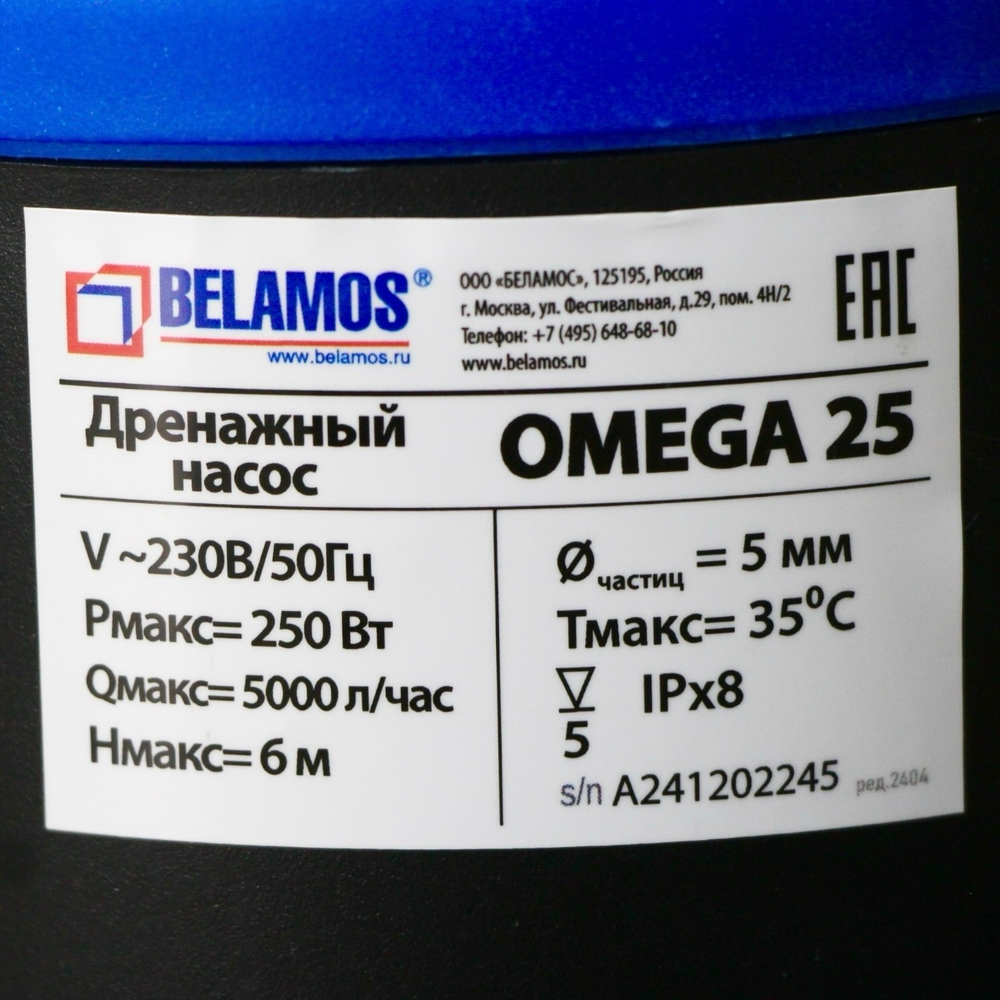 BELAMOS®
www.belamos.ru
ООО «БЕЛАМОС», 125195, Россия
г. Москва, ул. Фестивальная, д.29, пом. 4Н/2
Телефон: +7 (495) 648-68-10
www.belamos.ru
EAC
Дренажный
насос
OMEGA 25
V ~230В/50Гц
Pмакс= 250 Вт
Qмакс= 5000 л/час
Hмакс= 6 м
Ø частиц = 5 мм
Tмакс= 35⁰C
IPx8
5
s/n A241202245 ред.2404